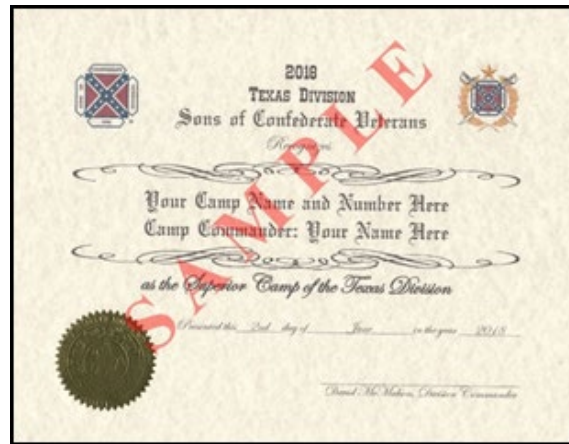 2018
TEXAS DIVISION
Sons of Confederate Veterans
Recognizes
Your Camp Name and Number Here
Camp Commander: Your Name Here
as the Superior Camp of the Texas Division
Presented this 2nd day of June in the year 2018
David McMahon, Division Commander
SAMPLE